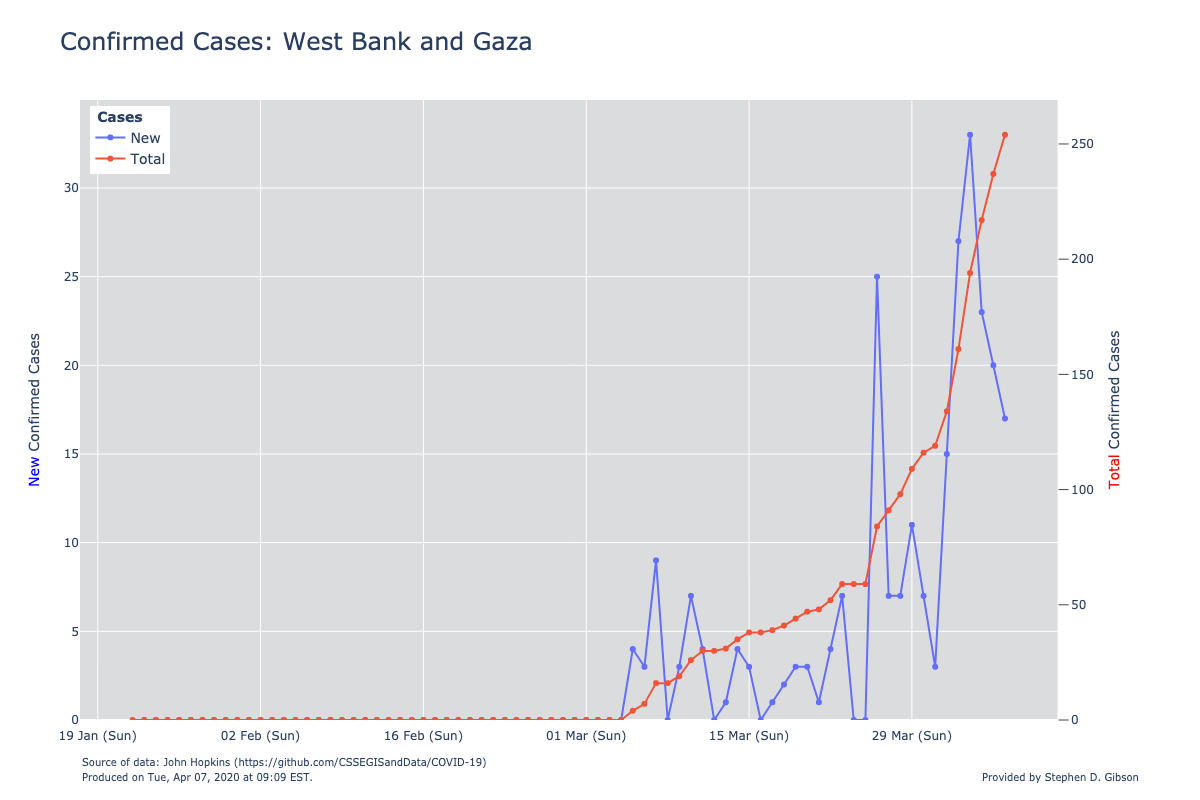 Confirmed Cases: West Bank and Gaza
Cases
New
Total
30
25
20
15
10
5
0
250
200
150
100
50
0
New Confirmed Cases
Total Confirmed Cases
19 Jan (Sun)
02 Feb (Sun)
16 Feb (Sun)
01 Mar (Sun)
15 Mar (Sun)
29 Mar (Sun)
Source of data: John Hopkins (https://github.com/CSSEGISandData/COVID-19)
Produced on Tue, Apr 07, 2020 at 09:09 EST.
Provided by Stephen D. Gibson